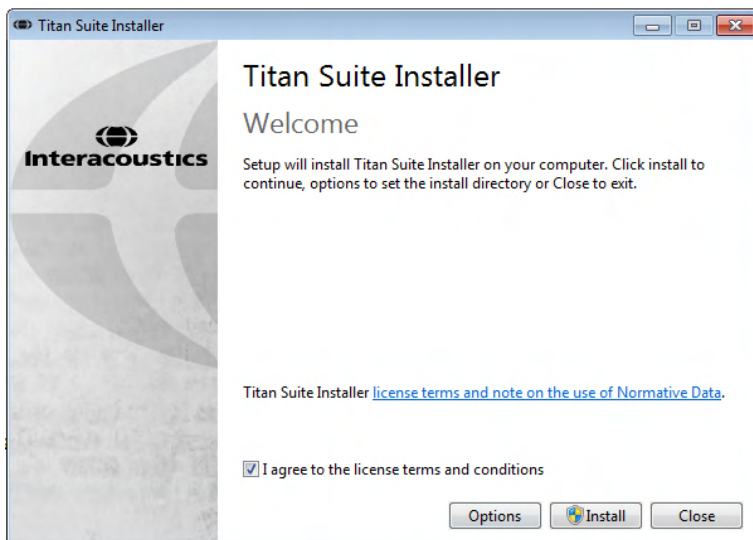 Titan Suite Installer
Titan Suite Installer
Welcome
Interacoustics
Setup will install Titan Suite Installer on your computer. Click install to
continue, options to set the install directory or Close to exit.
Titan Suite Installer license terms and note on the use of Normative Data.
I agree to the license terms and conditions
Options Install Close